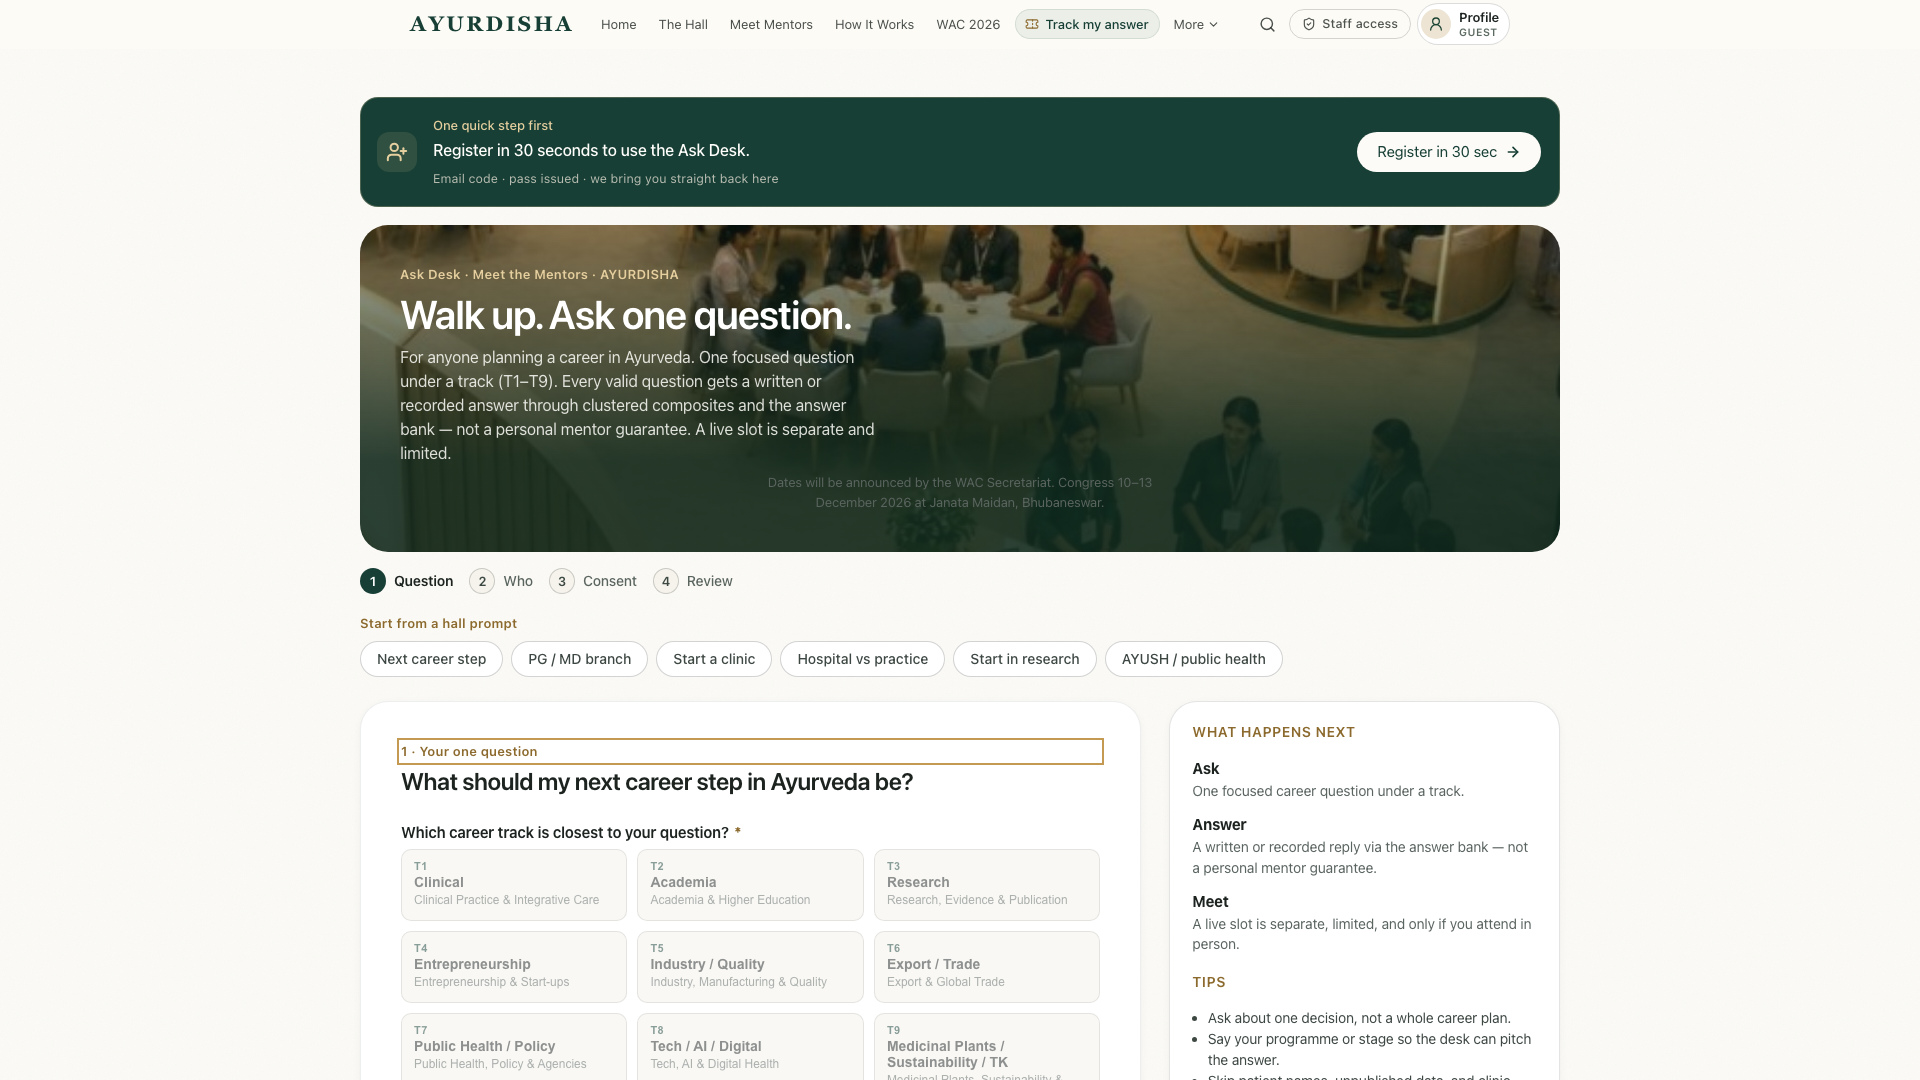 AYURDISHA
Home
The Hall
Meet Mentors
How It Works
WAC 2026
Track my answer
More
Staff access
Profile
GUEST
One quick step first
Register in 30 seconds to use the Ask Desk.
Email code · pass issued · we bring you straight back here
Register in 30 sec
Ask Desk · Meet the Mentors · AYURDISHA
Walk up. Ask one question.
For anyone planning a career in Ayurveda. One focused question
under a track (T1–T9). Every valid question gets a written or
recorded answer through clustered composites and the answer
bank — not a personal mentor guarantee. A live slot is separate and
limited.
Dates will be announced by the WAC Secretariat. Congress 10–13
December 2026 at Janata Maidan, Bhubaneswar.
1 Question
2 Who
3 Consent
4 Review
Start from a hall prompt
Next career step
PG / MD branch
Start a clinic
Hospital vs practice
Start in research
AYUSH / public health
1 · Your one question
What should my next career step in Ayurveda be?
Which career track is closest to your question? *
T1
Clinical
Clinical Practice & Integrative Care
T2
Academia
Academia & Higher Education
T3
Research
Research, Evidence & Publication
T4
Entrepreneurship
Entrepreneurship & Start-ups
T5
Industry / Quality
Industry, Manufacturing & Quality
T6
Export / Trade
Export & Global Trade
T7
Public Health / Policy
Public Health, Policy & Agencies
T8
Tech / AI / Digital
Tech, AI & Digital Health
T9
Medicinal Plants /
Sustainability / TK
Medicinal Plants, Sustainability &
WHAT HAPPENS NEXT
Ask
One focused career question under a track.
Answer
A written or recorded reply via the answer bank — not
a personal mentor guarantee.
Meet
A live slot is separate, limited, and only if you attend in
person.
TIPS
Ask about one decision, not a whole career plan.
Say your programme or stage so the desk can pitch
the answer.
Skip patient names, unpublished data, and clinic